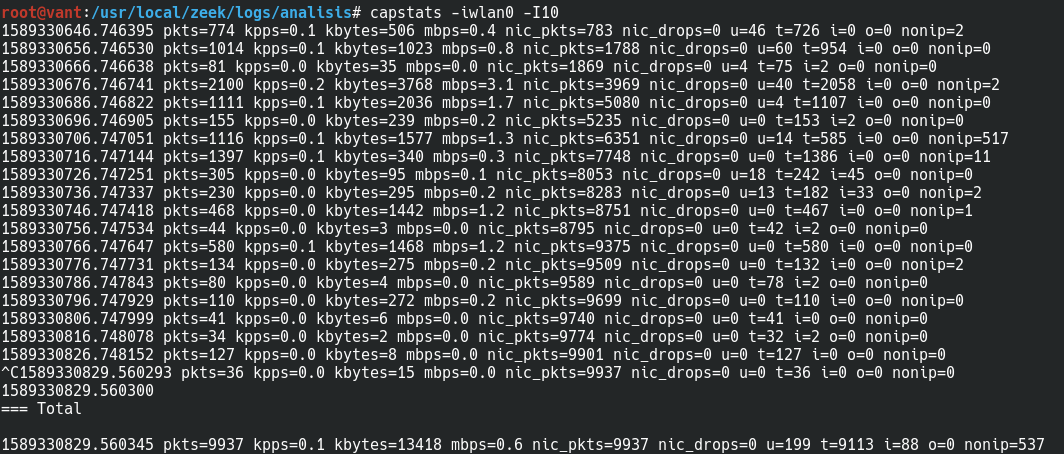 root@vant:/usr/local/zeek/logs/analisis# capstats -iwlan0 -I10
1589330646.746395 pkts=774 kpps=0.1 kbytes=506 mbps=0.4 nic_pkts=783 nic_drops=0 u=46 t=726 i=0 o=0 nonip=2
1589330656.746530 pkts=1014 kpps=0.1 kbytes=1023 mbps=0.8 nic_pkts=1788 nic_drops=0 u=60 t=954 i=0 o=0 nonip=0
1589330666.746638 pkts=81 kpps=0.0 kbytes=35 mbps=0.0 nic_pkts=1869 nic_drops=0 u=4 t=75 i=2 o=0 nonip=0
1589330676.746741 pkts=2100 kpps=0.2 kbytes=3768 mbps=3.1 nic_pkts=3969 nic_drops=0 u=40 t=2058 i=0 o=0 nonip=2
1589330686.746822 pkts=1111 kpps=0.1 kbytes=2036 mbps=1.7 nic_pkts=5080 nic_drops=0 u=4 t=1107 i=0 o=0 nonip=0
1589330696.746905 pkts=155 kpps=0.0 kbytes=239 mbps=0.2 nic_pkts=5235 nic_drops=0 u=0 t=153 i=2 o=0 nonip=0
1589330706.747051 pkts=1116 kpps=0.1 kbytes=1577 mbps=1.3 nic_pkts=6351 nic_drops=0 u=14 t=585 i=0 o=0 nonip=517
1589330716.747144 pkts=1397 kpps=0.1 kbytes=340 mbps=0.3 nic_pkts=7748 nic_drops=0 u=0 t=1386 i=0 o=0 nonip=11
1589330726.747251 pkts=305 kpps=0.0 kbytes=95 mbps=0.1 nic_pkts=8053 nic_drops=0 u=18 t=242 i=45 o=0 nonip=0
1589330736.747337 pkts=230 kpps=0.0 kbytes=295 mbps=0.2 nic_pkts=8283 nic_drops=0 u=13 t=182 i=33 o=0 nonip=2
1589330746.747418 pkts=468 kpps=0.0 kbytes=1442 mbps=1.2 nic_pkts=8751 nic_drops=0 u=0 t=467 i=0 o=0 nonip=1
1589330756.747534 pkts=44 kpps=0.0 kbytes=3 mbps=0.0 nic_pkts=8795 nic_drops=0 u=0 t=42 i=2 o=0 nonip=0
1589330766.747647 pkts=580 kpps=0.1 kbytes=1468 mbps=1.2 nic_pkts=9375 nic_drops=0 u=0 t=580 i=0 o=0 nonip=0
1589330776.747731 pkts=134 kpps=0.0 kbytes=275 mbps=0.2 nic_pkts=9509 nic_drops=0 u=0 t=132 i=0 o=0 nonip=2
1589330786.747843 pkts=80 kpps=0.0 kbytes=4 mbps=0.0 nic_pkts=9589 nic_drops=0 u=0 t=78 i=2 o=0 nonip=0
1589330796.747929 pkts=110 kpps=0.0 kbytes=272 mbps=0.2 nic_pkts=9699 nic_drops=0 u=0 t=110 i=0 o=0 nonip=0
1589330806.747999 pkts=41 kpps=0.0 kbytes=6 mbps=0.0 nic_pkts=9740 nic_drops=0 u=0 t=41 i=0 o=0 nonip=0
1589330816.748078 pkts=34 kpps=0.0 kbytes=2 mbps=0.0 nic_pkts=9774 nic_drops=0 u=0 t=32 i=2 o=0 nonip=0
1589330826.748152 pkts=127 kpps=0.0 kbytes=8 mbps=0.0 nic_pkts=9901 nic_drops=0 u=0 t=127 i=0 o=0 nonip=0
^C1589330829.560293 pkts=36 kpps=0.0 kbytes=15 mbps=0.0 nic_pkts=9937 nic_drops=0 u=0 t=36 i=0 o=0 nonip=0
1589330829.560300
=== Total
1589330829.560345 pkts=9937 kpps=0.1 kbytes=13418 mbps=0.6 nic_pkts=9937 nic_drops=0 u=199 t=9113 i=88 o=0 nonip=537